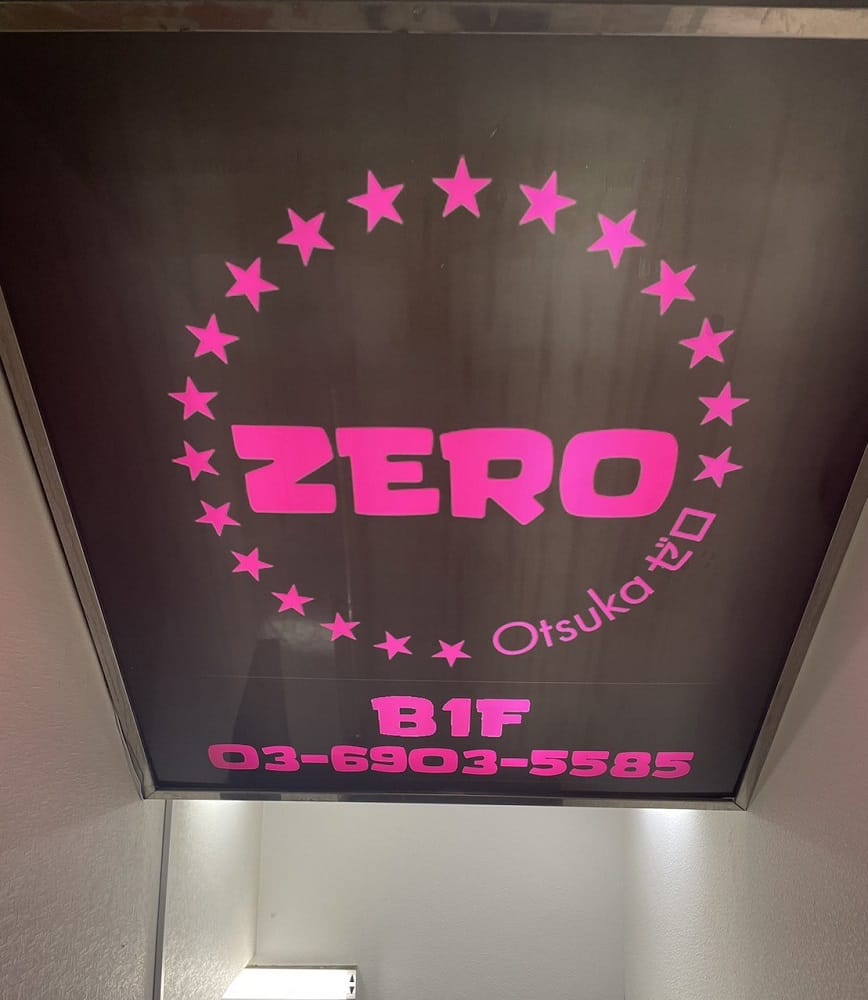 ZERO
Otsuka ゼロ
B1F
03-6903-5585